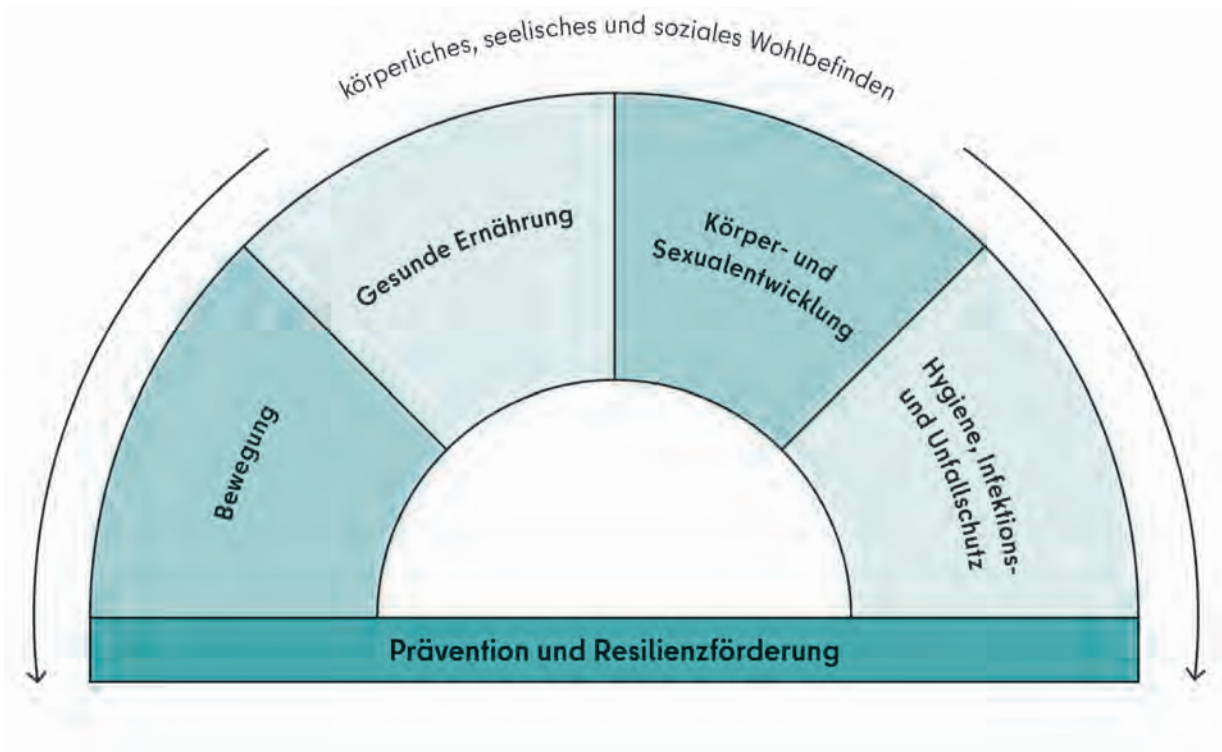 körperliches, seelisches und soziales Wohlbefinden
Gesunde Ernährung
Körper- und
Sexualentwicklung
Bewegung
Hygiene, Infektions-
und Unfallschutz
Prävention und Resilienzförderung